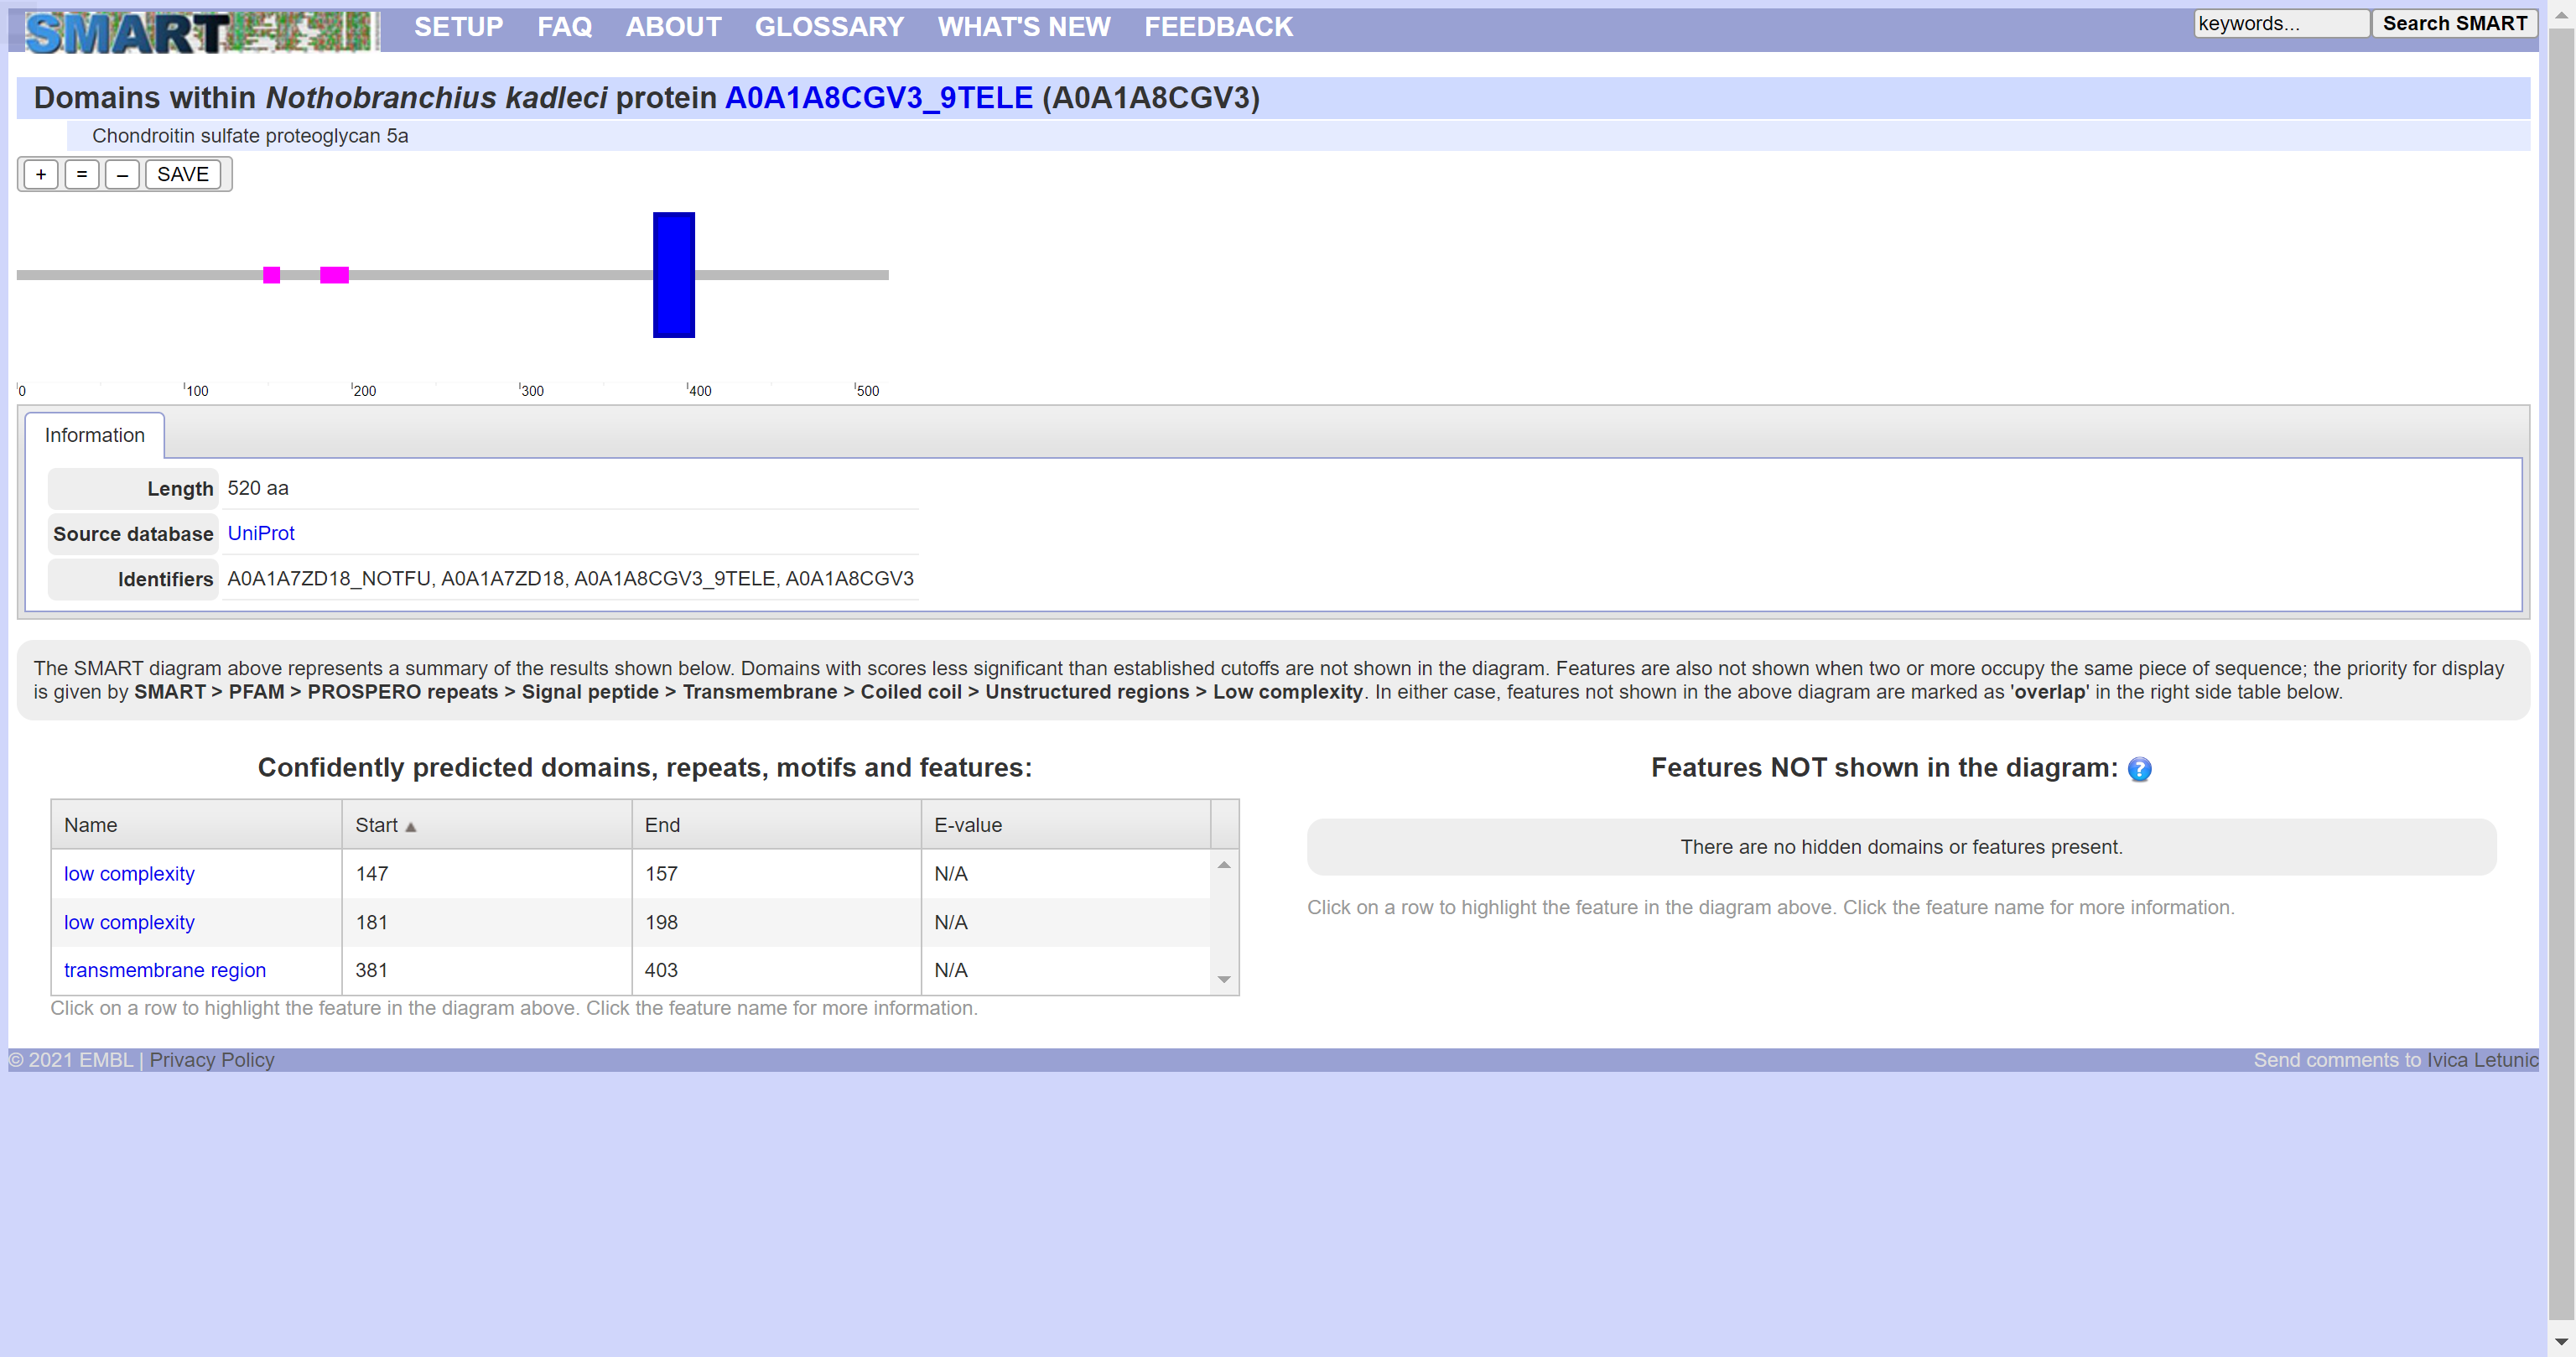 SMART SETUP FAQ ABOUT GLOSSARY WHAT'S NEW FEEDBACK keywords... Search SMART
Domains within Nothobranchius kadleci protein A0A1A8CGV3_9TELE (A0A1A8CGV3)
Chondroitin sulfate proteoglycan 5a
+ = – SAVE
0 100 200 300 400 500
Information
Length 520 aa
Source database UniProt
Identifiers A0A1A7ZD18_NOTFU, A0A1A7ZD18, A0A1A8CGV3_9TELE, A0A1A8CGV3
The SMART diagram above represents a summary of the results shown below. Domains with scores less significant than established cutoffs are not shown in the diagram. Features are also not shown when two or more occupy the same piece of sequence; the priority for display
is given by SMART > PFAM > PROSPERO repeats > Signal peptide > Transmembrane > Coiled coil > Unstructured regions > Low complexity. In either case, features not shown in the above diagram are marked as 'overlap' in the right side table below.
Confidently predicted domains, repeats, motifs and features:
Name Start End E-value
low complexity 147 157 N/A
low complexity 181 198 N/A
transmembrane region 381 403 N/A
Click on a row to highlight the feature in the diagram above. Click the feature name for more information.
Features NOT shown in the diagram: ?
There are no hidden domains or features present.
Click on a row to highlight the feature in the diagram above. Click the feature name for more information.
© 2021 EMBL | Privacy Policy Send comments to Ivica Letunic